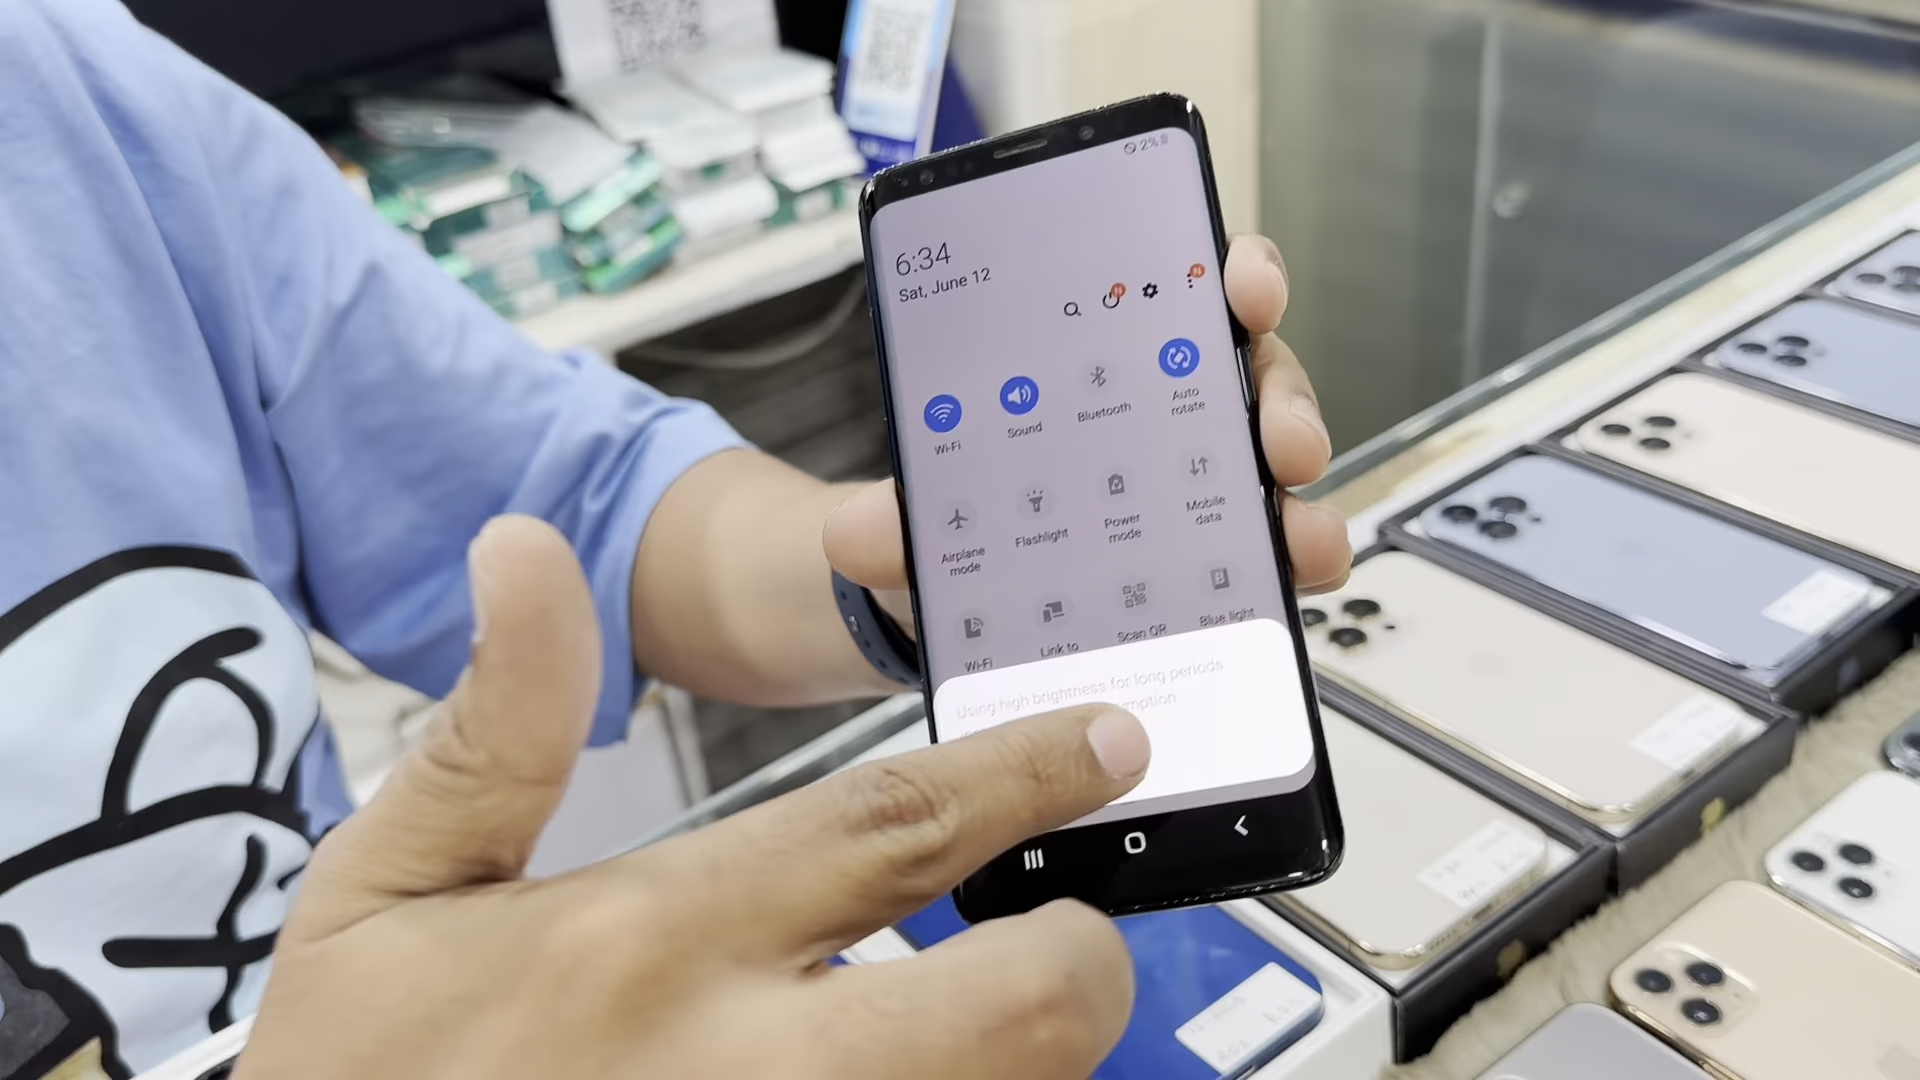 2%
6:34
Sat, June 12
Wi-Fi
Sound
Bluetooth
Auto
rotate
Airplane
mode
Flashlight
Power
mode
Mobile
data
Wi-Fi
Link to
Scan QR
Blue light
Using high brightness for long periods